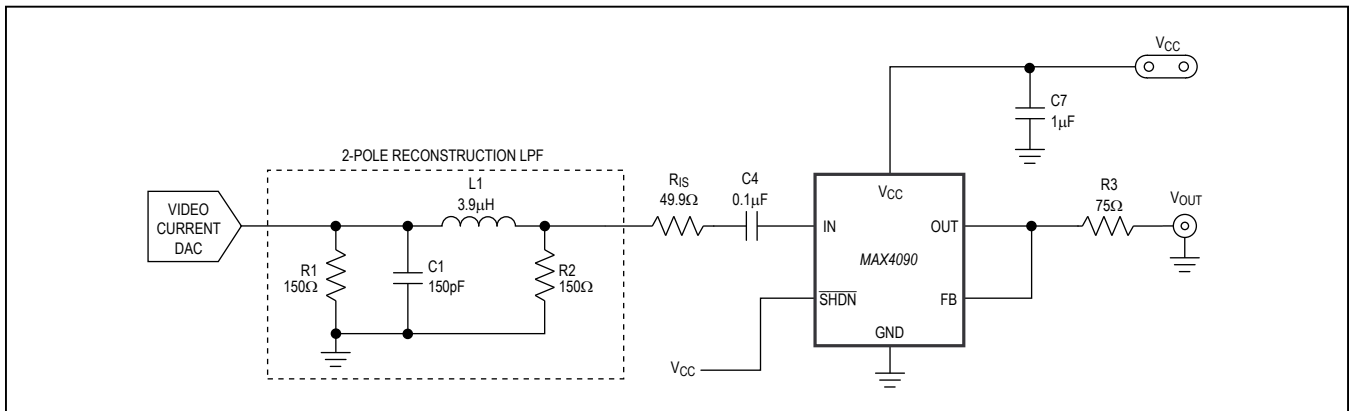 2-POLE RECONSTRUCTION LPF
VIDEO
CURRENT
DAC
R1
150Ω
C1
150pF
L1
3.9µH
R2
150Ω
RIS
49.9Ω
C4
0.1µF
VCC
C7
1µF
VCC
IN
OUT
MAX4090
SHDN
FB
GND
VCC
R3
75Ω
VOUT